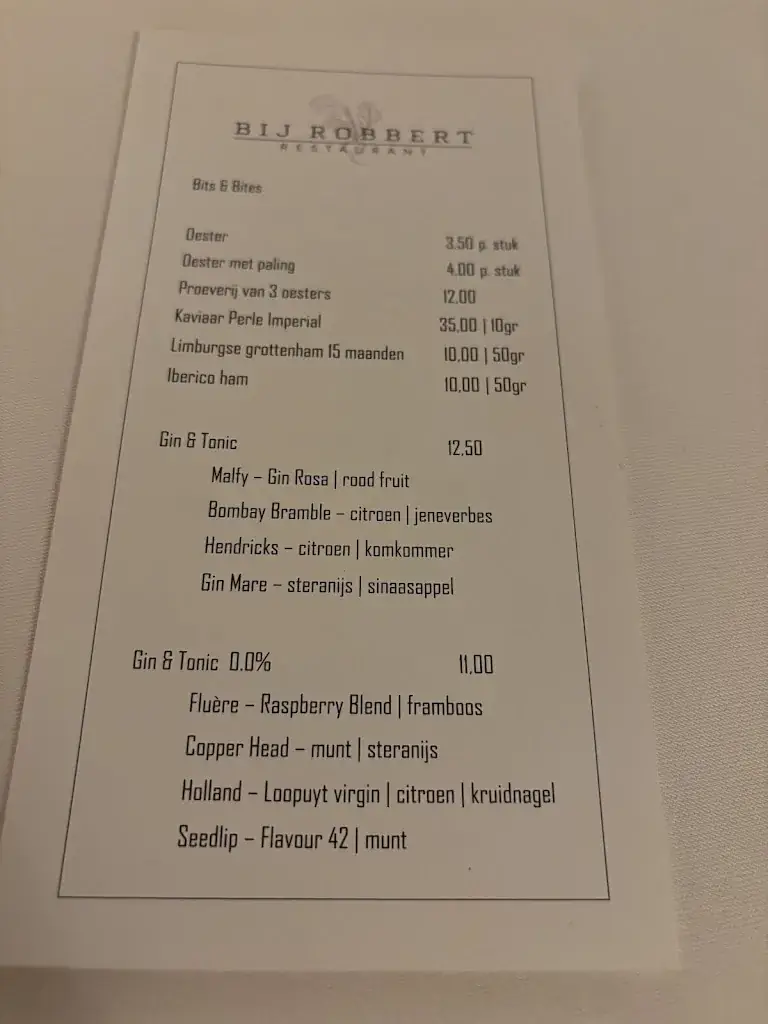 BIJ ROBBERT
RESTAURANT
Bits & Bites
Oester 3.50 p. stuk
Oester met paling 4.00 p. stuk
Proeverij van 3 oesters 12.00
Kaviaar Perle Imperial 35,00 | 10gr
Limburgse grottenham 15 maanden 10,00 | 50gr
Iberico ham 10,00 | 50gr
Gin & Tonic 12,50
Malfy – Gin Rosa | rood fruit
Bombay Bramble – citroen | jeneverbes
Hendricks – citroen | komkommer
Gin Mare – steranijs | sinaasappel
Gin & Tonic 0.0% 11,00
Fluère – Raspberry Blend | framboos
Copper Head – munt | steranijs
Holland – Loopuyt virgin | citroen | kruidnagel
Seedlip – Flavour 42 | munt